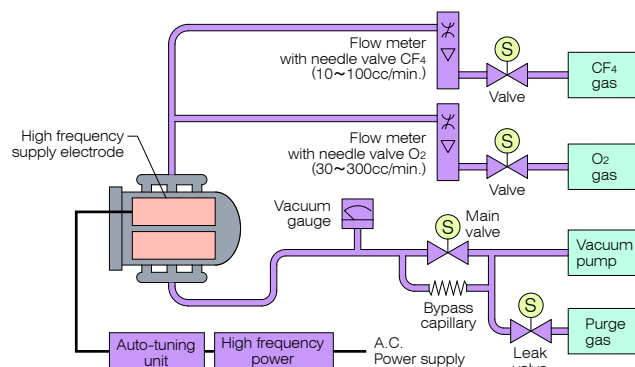 Flow meter
with needle valve CF₄
(10～100cc/min.)
S
Valve
CF₄
gas
High frequency
supply electrode
Flow meter
with needle valve O₂
(30～300cc/min.)
S
Valve
O₂
gas
Vacuum
gauge
Main
valve
S
Vacuum
pump
Bypass
capillary
S
Leak
valve
Purge
gas
Auto-tuning
unit
High frequency
power
A.C.
Power supply